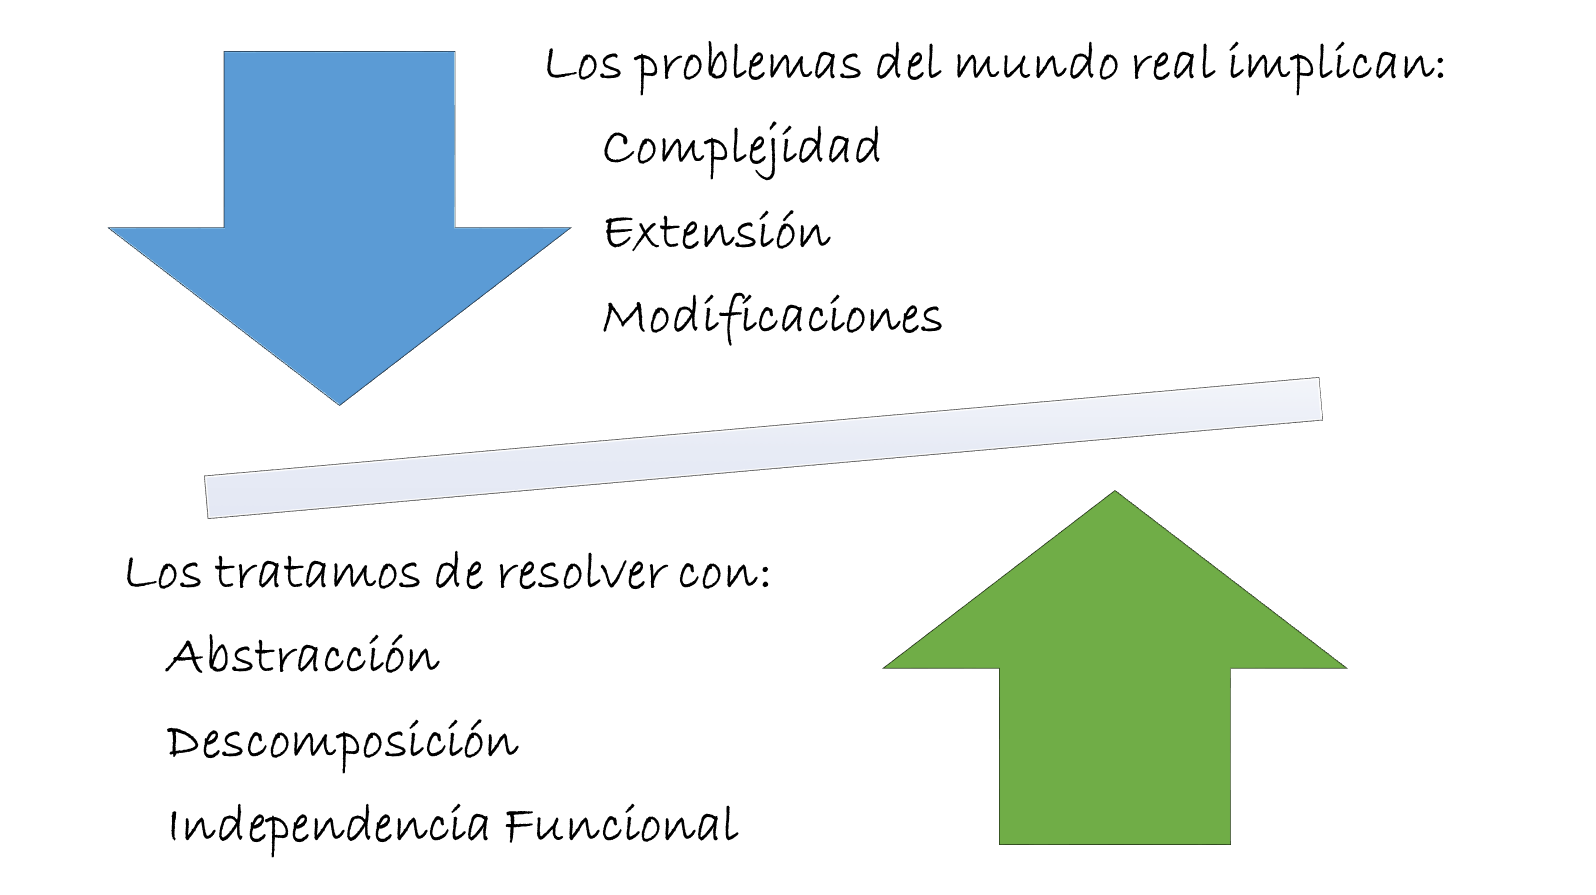 Los problemas del mundo real implican:
Complejidad
Extensión
Modificaciones
Los tratamos de resolver con:
Abstracción
Descomposición
Independencia Funcional